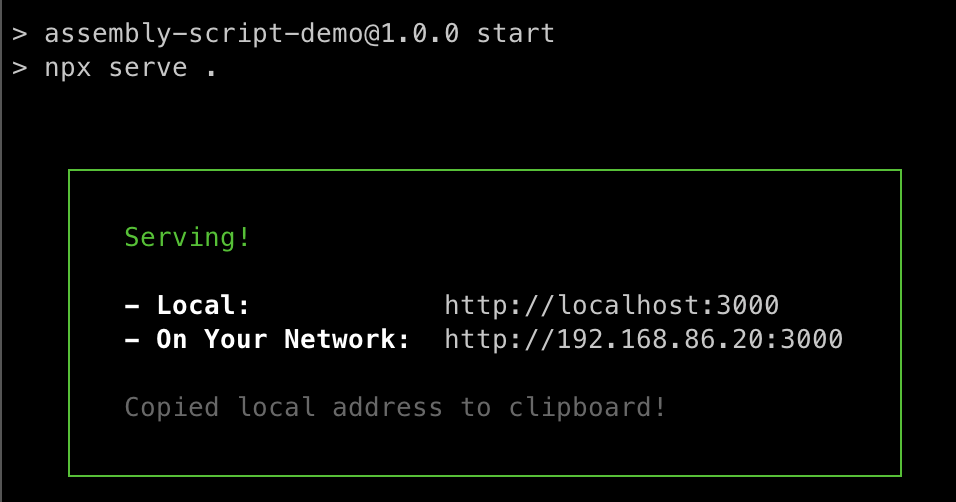 > assembly-script-demo@1.0.0 start
> npx serve .
Serving!
- Local: http://localhost:3000
- On Your Network: http://192.168.86.20:3000
Copied local address to clipboard!